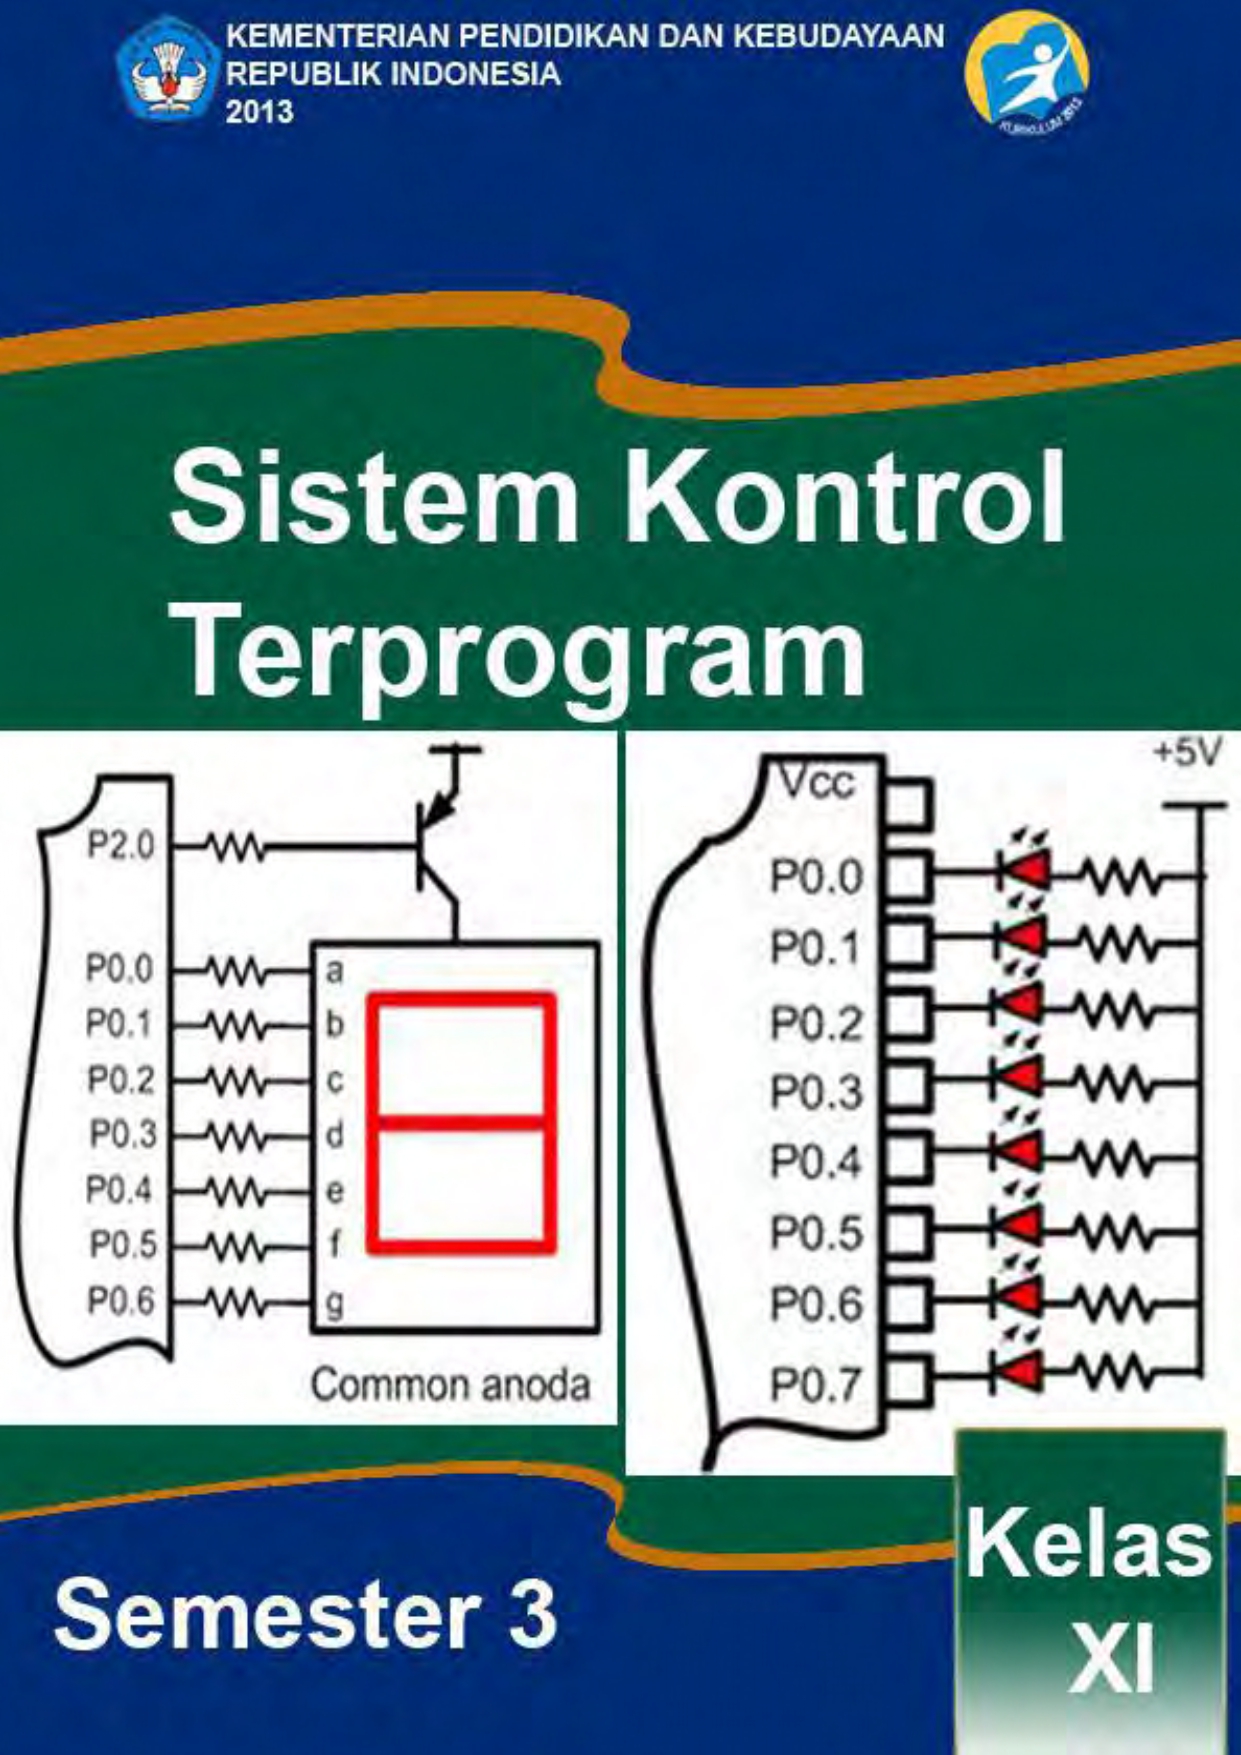 KEMENTERIAN PENDIDIKAN DAN KEBUDAYAAN
REPUBLIK INDONESIA
2013
KURIKULUM 2013
Sistem Kontrol
Terprogram
P2.0
P0.0 a
P0.1 b
P0.2 c
P0.3 d
P0.4 e
P0.5 f
P0.6 g
Common anoda
+5V
Vcc
P0.0
P0.1
P0.2
P0.3
P0.4
P0.5
P0.6
P0.7
Semester 3
Kelas
XI